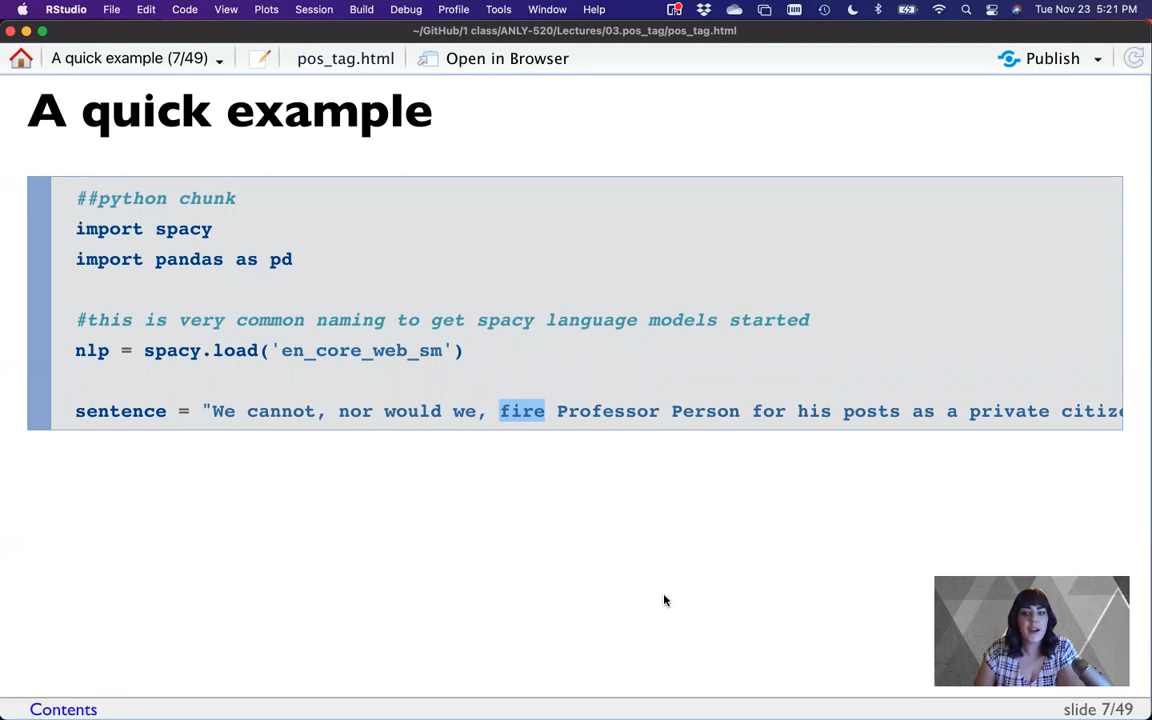 RStudio File Edit Code View Plots Session Build Debug Profile Tools Window Help Tue Nov 23 5:21 PM
~/GitHub/1 class/ANLY-520/Lectures/03.pos_tag/pos_tag.html
A quick example (7/49) pos_tag.html Open in Browser Publish
A quick example
##python chunk
import spacy
import pandas as pd
#this is very common naming to get spacy language models started
nlp = spacy.load('en_core_web_sm')
sentence = "We cannot, nor would we, fire Professor Person for his posts as a private citize
Contents slide 7/49